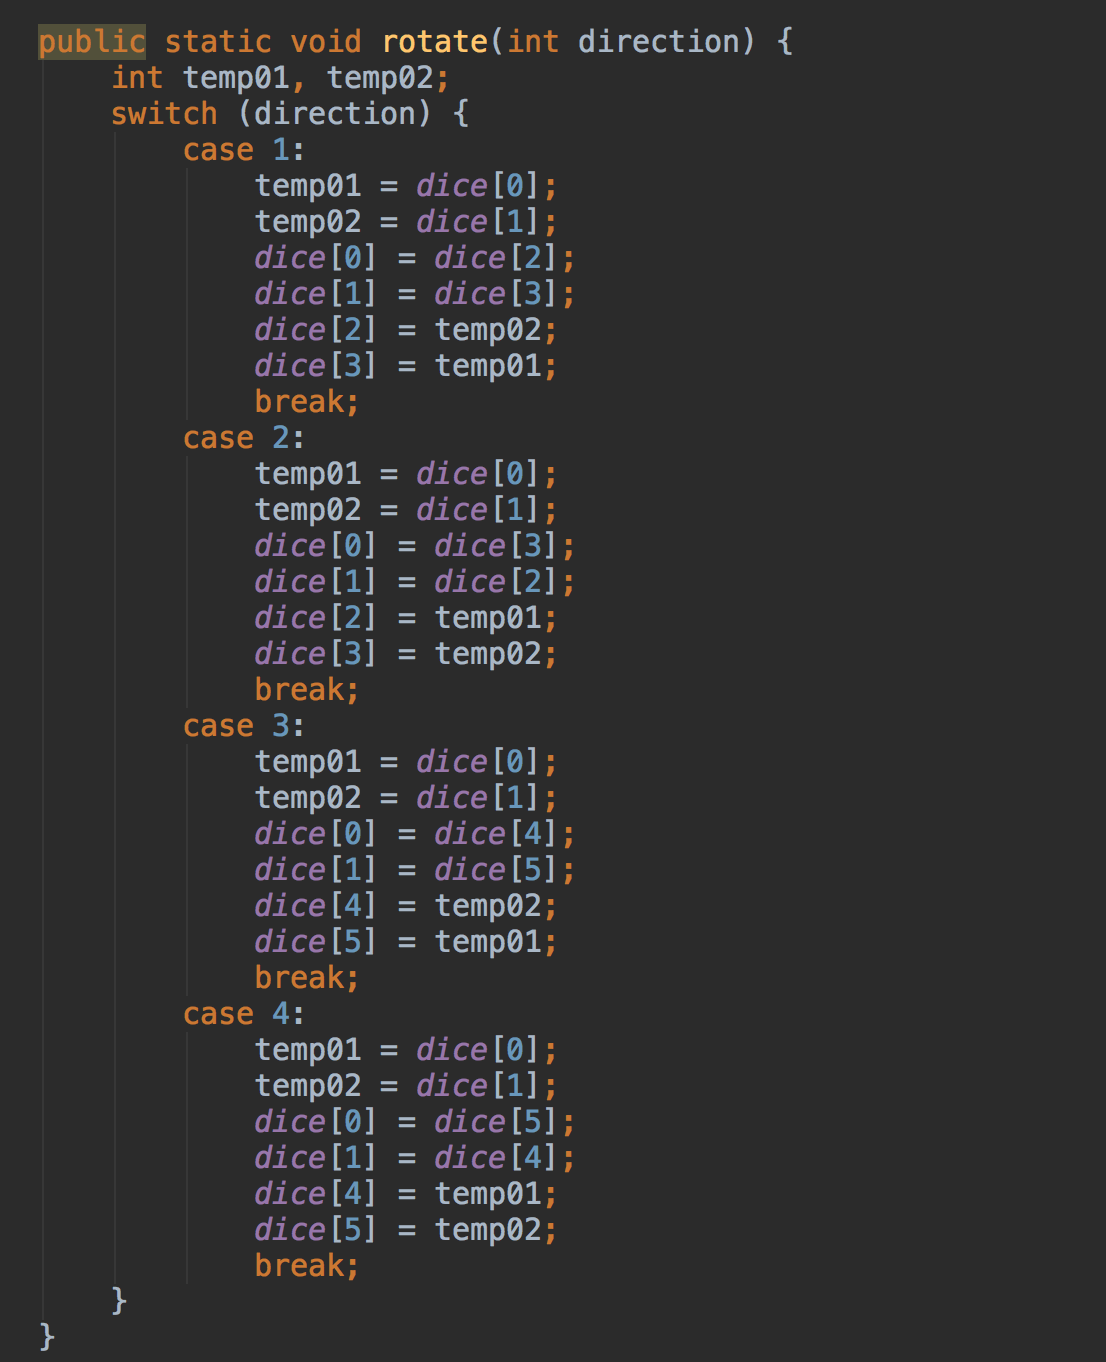 public static void rotate(int direction) {
    int temp01, temp02;
    switch (direction) {
        case 1:
            temp01 = dice[0];
            temp02 = dice[1];
            dice[0] = dice[2];
            dice[1] = dice[3];
            dice[2] = temp02;
            dice[3] = temp01;
            break;
        case 2:
            temp01 = dice[0];
            temp02 = dice[1];
            dice[0] = dice[3];
            dice[1] = dice[2];
            dice[2] = temp01;
            dice[3] = temp02;
            break;
        case 3:
            temp01 = dice[0];
            temp02 = dice[1];
            dice[0] = dice[4];
            dice[1] = dice[5];
            dice[4] = temp02;
            dice[5] = temp01;
            break;
        case 4:
            temp01 = dice[0];
            temp02 = dice[1];
            dice[0] = dice[5];
            dice[1] = dice[4];
            dice[4] = temp01;
            dice[5] = temp02;
            break;
    }
}